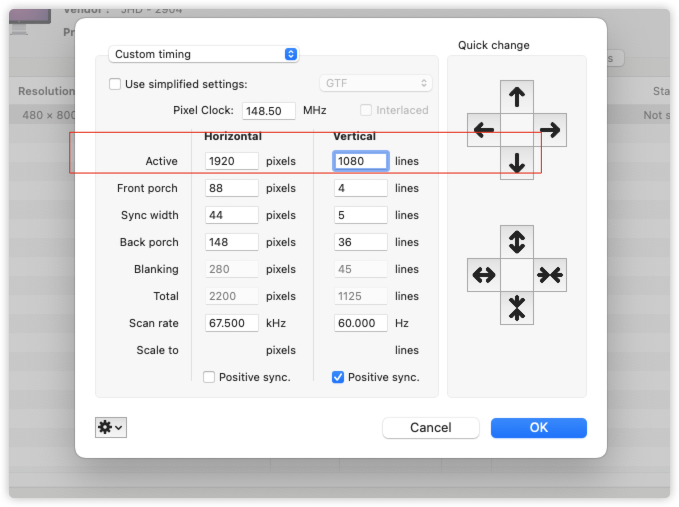 Vendor : JHD - 2904
Pr
Custom timing
Quick change
Use simplified settings:
GTF
s
Pixel Clock: 148.50 MHz
Interlaced
Resolution
Sta
480 × 800
Not s
Horizontal Vertical
Active 1920 pixels 1080 lines
Front porch 88 pixels 4 lines
Sync width 44 pixels 5 lines
Back porch 148 pixels 36 lines
Blanking 280 pixels 45 lines
Total 2200 pixels 1125 lines
Scan rate 67.500 kHz 60.000 Hz
Scale to pixels lines
Positive sync. Positive sync.
Cancel OK